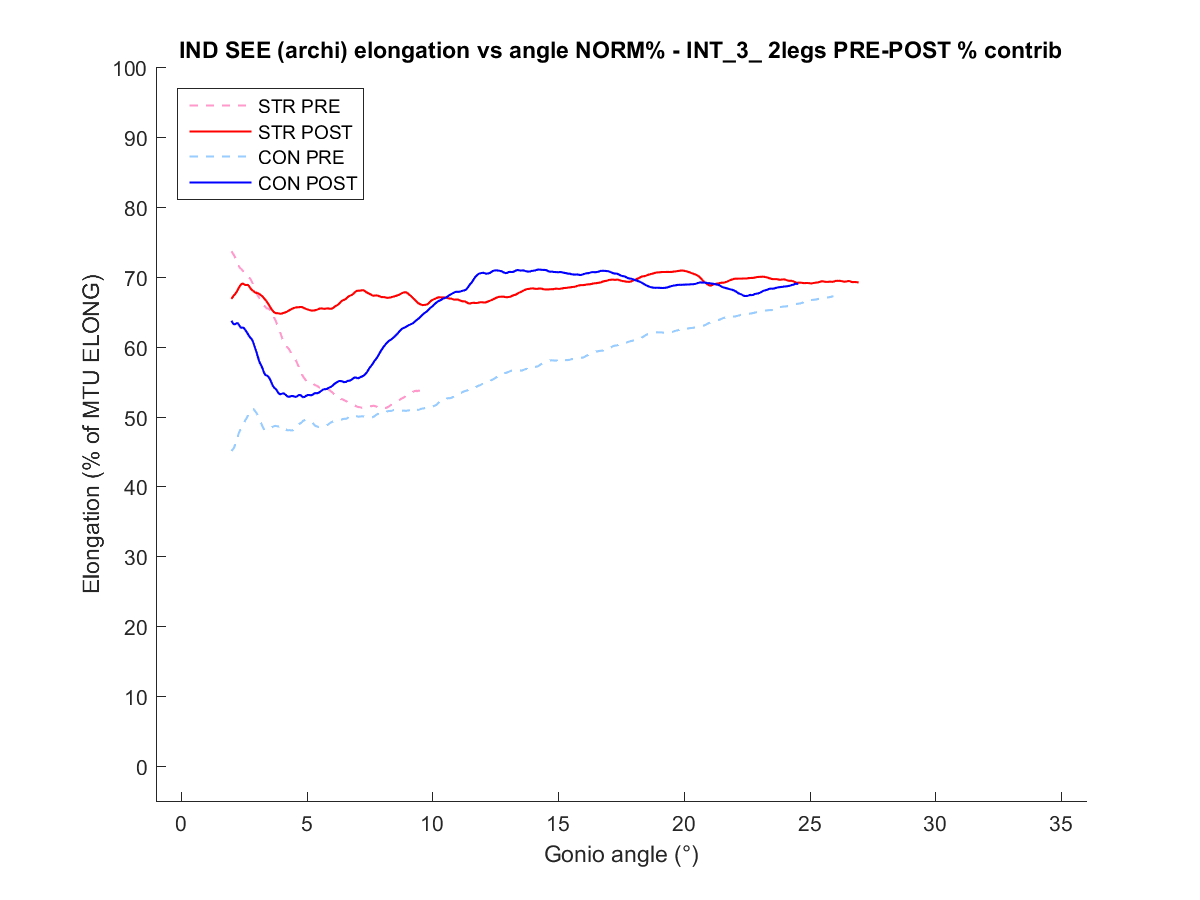 IND SEE (archi) elongation vs angle NORM% - INT_3_ 2legs PRE-POST % contrib
100
90
80
70
60
50
40
30
20
10
0
STR PRE
STR POST
CON PRE
CON POST
Elongation (% of MTU ELONG)
0 5 10 15 20 25 30 35
Gonio angle (°)